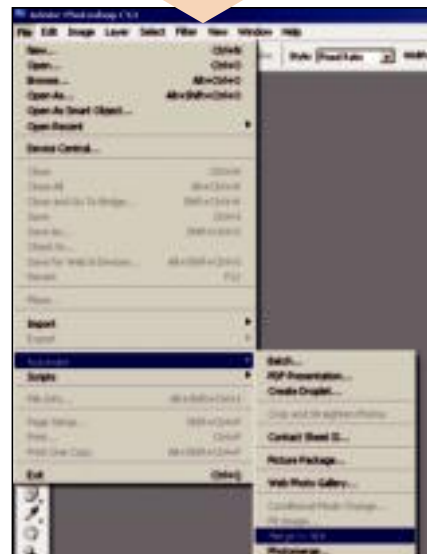 Adobe Photoshop CS3
File Edit Image Layer Select Filter View Window Help
Style: Fixed Ratio
New... Ctrl+N
Open... Ctrl+O
Browse... Alt+Ctrl+O
Open As... Alt+Shift+Ctrl+O
Open As Smart Object...
Open Recent
Device Central...
Close Ctrl+W
Close All Alt+Ctrl+W
Close and Go To Bridge... Shift+Ctrl+W
Save Ctrl+S
Save As... Shift+Ctrl+S
Check In...
Save for Web & Devices... Alt+Shift+Ctrl+S
Revert F12
Place...
Import
Export
Automate
Scripts
File Info... Alt+Shift+Ctrl+I
Page Setup... Shift+Ctrl+P
Print... Ctrl+P
Print One Copy Alt+Shift+Ctrl+P
Exit Ctrl+Q
Batch...
PDF Presentation...
Create Droplet...
Crop and Straighten Photos
Contact Sheet II...
Picture Package...
Web Photo Gallery...
Conditional Mode Change...
Fit Image...
Merge to HDR...
Photomerge...